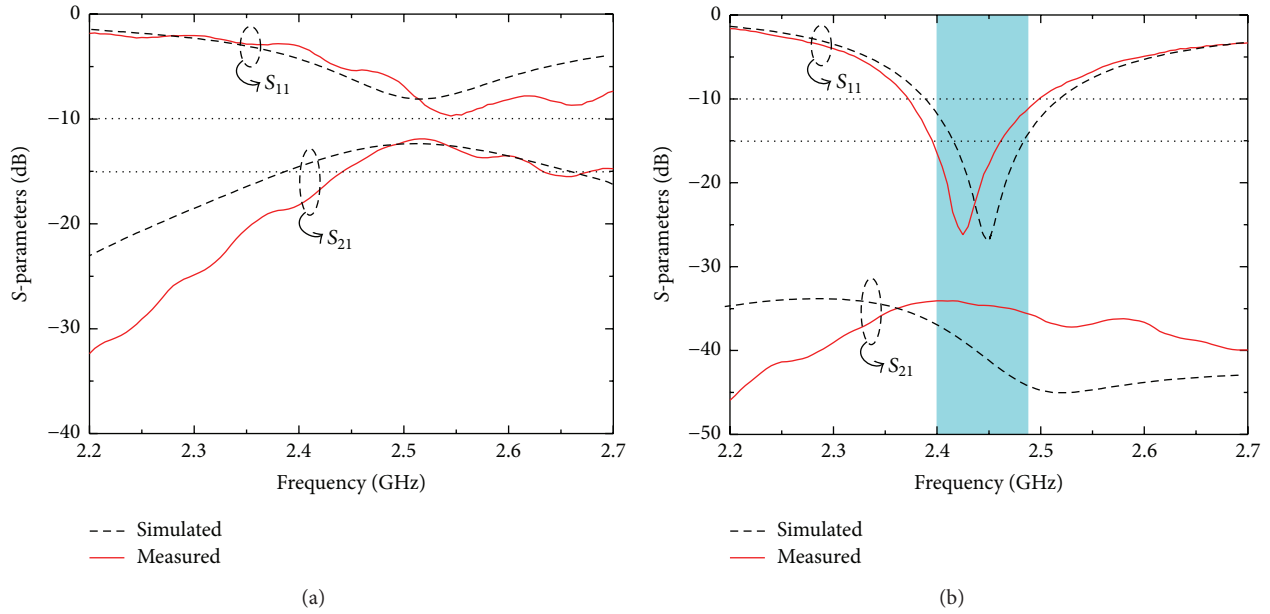 0
−10
−20
−30
−40
S-parameters (dB)
S11
S21
2.2
2.3
2.4
2.5
2.6
2.7
Frequency (GHz)
Simulated
Measured
(a)
0
−10
−20
−30
−40
−50
S-parameters (dB)
S11
S21
2.2
2.3
2.4
2.5
2.6
2.7
Frequency (GHz)
Simulated
Measured
(b)